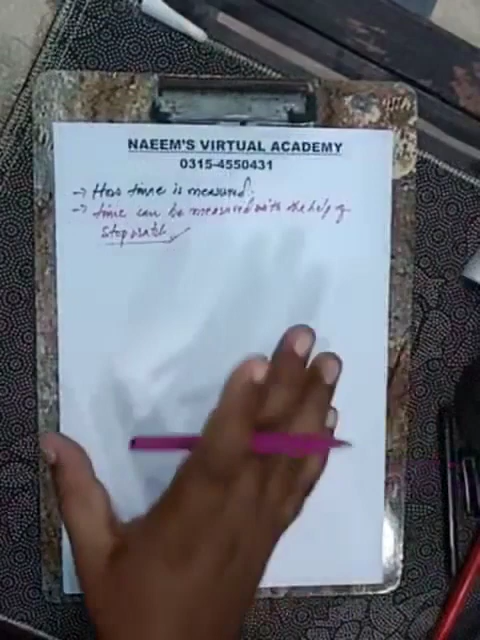 NAEEM'S VIRTUAL ACADEMY
0315-4550431
→ How time is measured.
→ time can be measured with the help of
stop watch